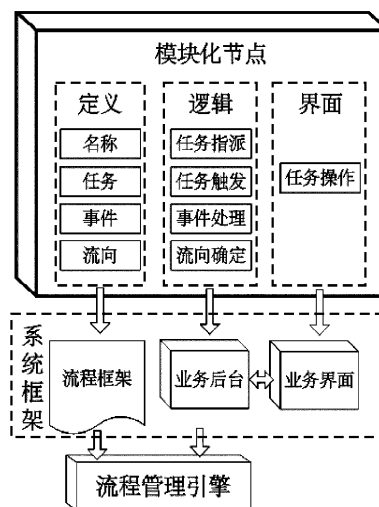 模块化节点
定义
逻辑
界面
名称
任务指派
任务
任务触发
任务操作
事件
事件处理
流向
流向确定
系统框架
流程框架
业务后台
业务界面
流程管理引擎